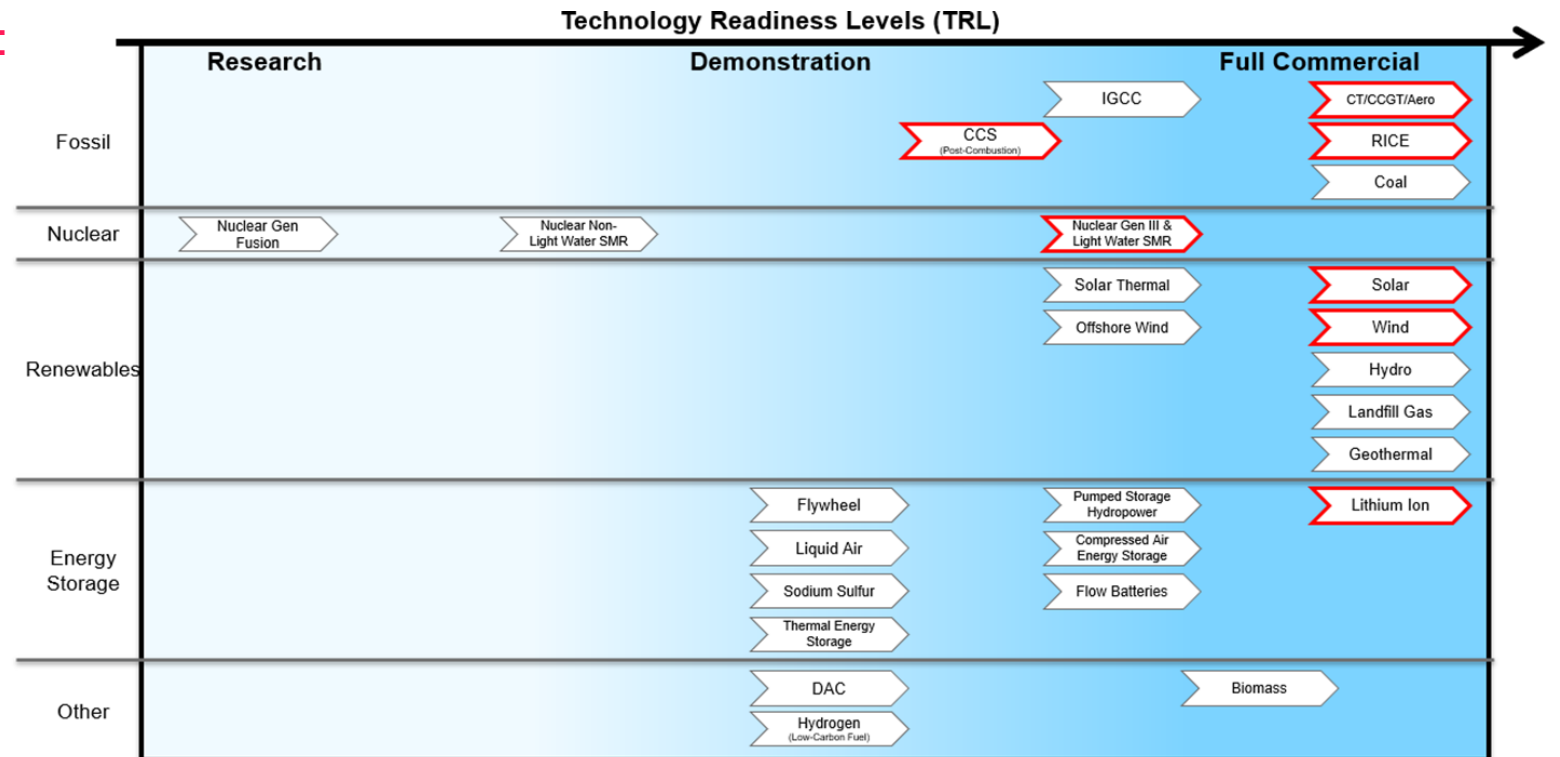 Technology Readiness Levels (TRL)
Research
Demonstration
Full Commercial
Fossil
IGCC
CT/CCGT/Aero
CCS
(Post-Combustion)
RICE
Coal
Nuclear
Nuclear Gen
Fusion
Nuclear Non-
Light Water SMR
Nuclear Gen III &
Light Water SMR
Renewables
Solar Thermal
Solar
Offshore Wind
Wind
Hydro
Landfill Gas
Geothermal
Energy
Storage
Flywheel
Pumped Storage
Hydropower
Lithium Ion
Liquid Air
Compressed Air
Energy Storage
Sodium Sulfur
Flow Batteries
Thermal Energy
Storage
Other
DAC
Biomass
Hydrogen
(Low-Carbon Fuel)